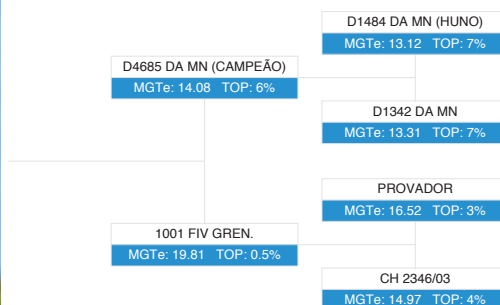 D1484 DA MN (HUNO)
MGTe: 13.12 TOP: 7%
D4685 DA MN (CAMPEÃO)
MGTe: 14.08 TOP: 6%
D1342 DA MN
MGTe: 13.31 TOP: 7%
PROVADOR
MGTe: 16.52 TOP: 3%
1001 FIV GREN.
MGTe: 19.81 TOP: 0.5%
CH 2346/03
MGTe: 14.97 TOP: 4%